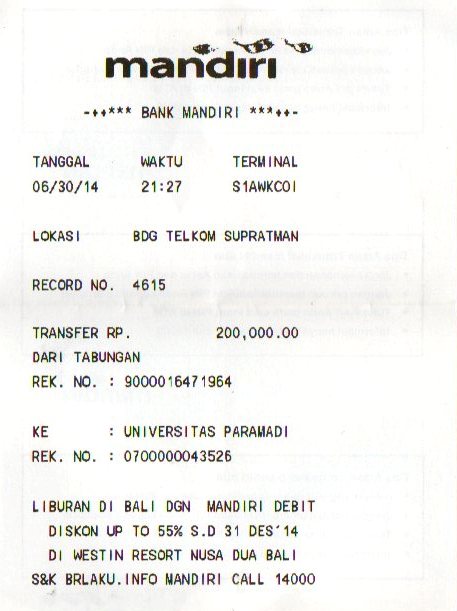 mandiri
-++*** BANK MANDIRI ***++-
TANGGAL WAKTU TERMINAL
06/30/14 21:27 S1AWKCOI
LOKASI BDG TELKOM SUPRATMAN
RECORD NO. 4615
TRANSFER RP. 200,000.00
DARI TABUNGAN
REK. NO. : 9000016471964
KE : UNIVERSITAS PARAMADI
REK. NO. : 0700000043526
LIBURAN DI BALI DGN MANDIRI DEBIT
DISKON UP TO 55% S.D 31 DES'14
DI WESTIN RESORT NUSA DUA BALI
S&K BRLAKU.INFO MANDIRI CALL 14000